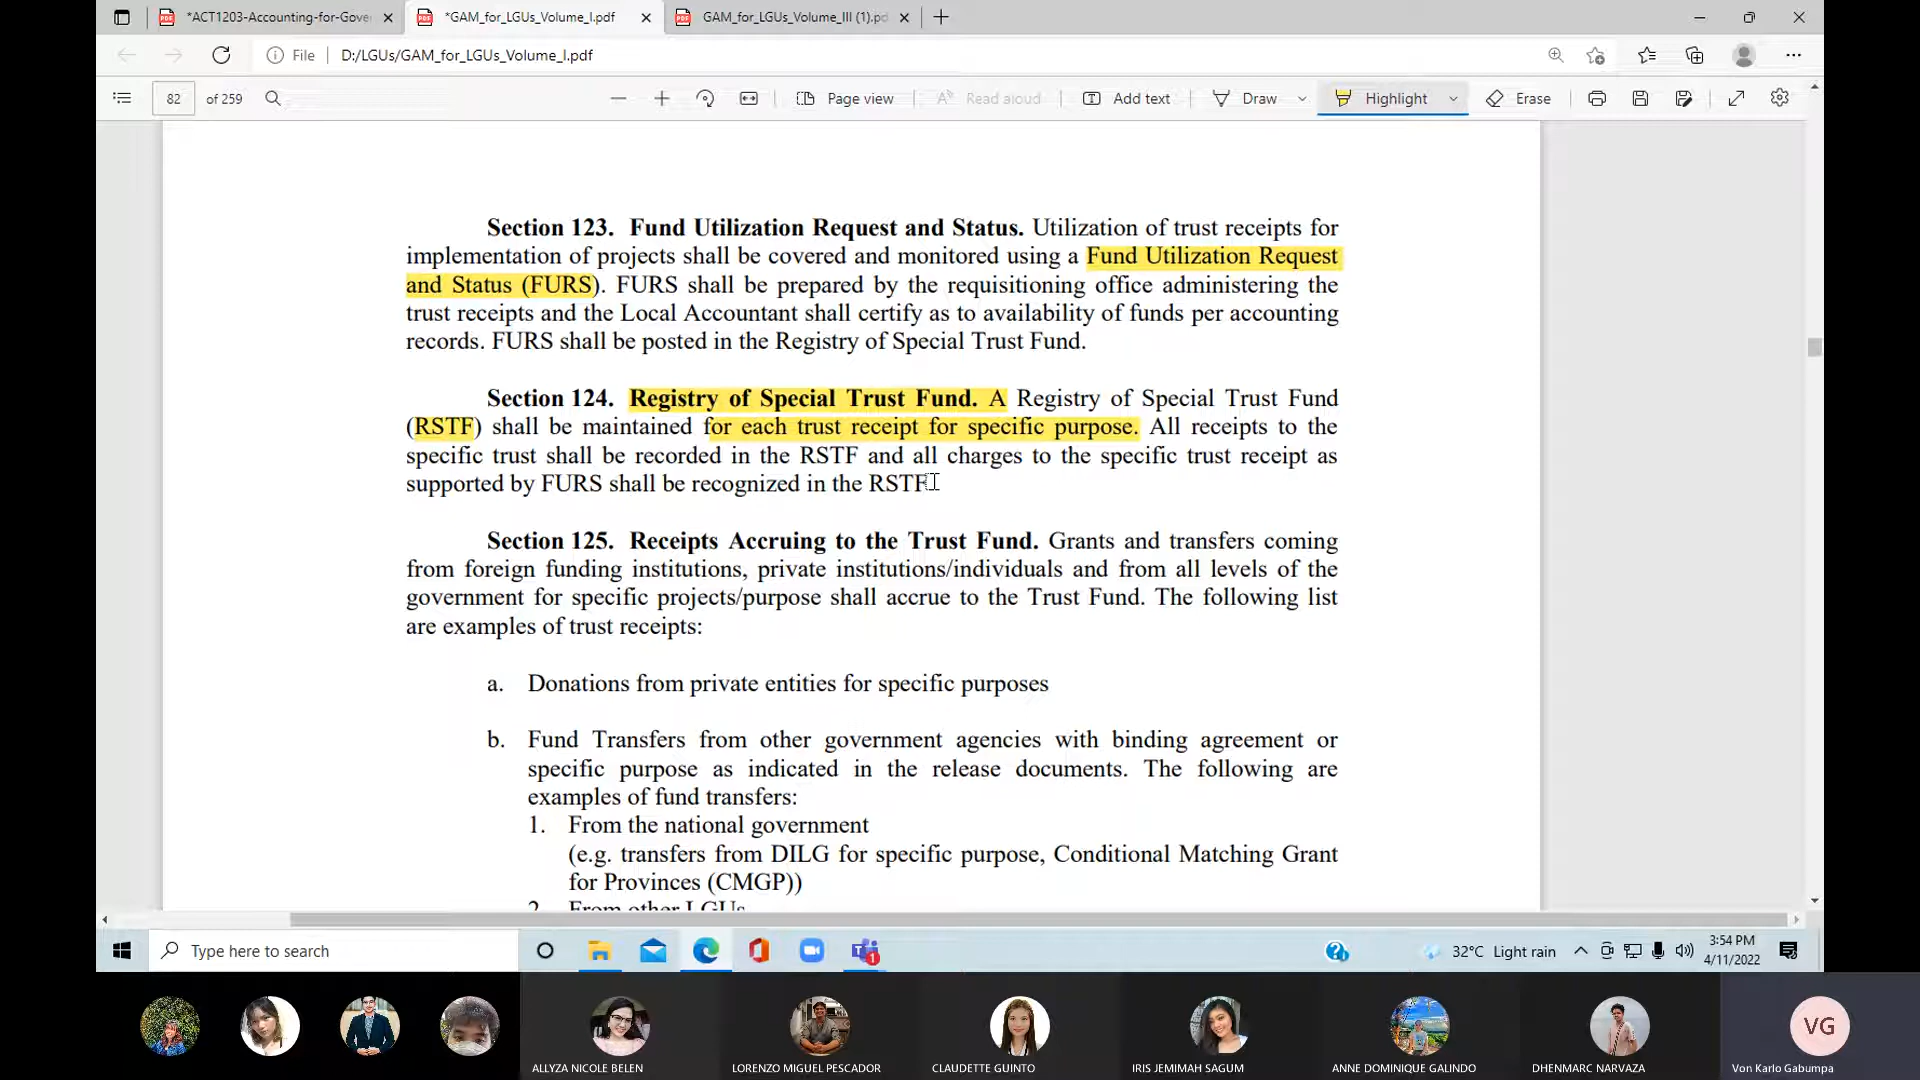 *ACT1203-Accounting-for-Gove
*GAM_for_LGUs_Volume_I.pdf
GAM_for_LGUs_Volume_III (1).pd
File
D:/LGUs/GAM_for_LGUs_Volume_I.pdf
82 of 259
Page view
Read aloud
Add text
Draw
Highlight
Erase
Section 123. Fund Utilization Request and Status. Utilization of trust receipts for
implementation of projects shall be covered and monitored using a Fund Utilization Request
and Status (FURS). FURS shall be prepared by the requisitioning office administering the
trust receipts and the Local Accountant shall certify as to availability of funds per accounting
records. FURS shall be posted in the Registry of Special Trust Fund.
Section 124. Registry of Special Trust Fund. A Registry of Special Trust Fund
(RSTF) shall be maintained for each trust receipt for specific purpose. All receipts to the
specific trust shall be recorded in the RSTF and all charges to the specific trust receipt as
supported by FURS shall be recognized in the RSTF
Section 125. Receipts Accruing to the Trust Fund. Grants and transfers coming
from foreign funding institutions, private institutions/individuals and from all levels of the
government for specific projects/purpose shall accrue to the Trust Fund. The following list
are examples of trust receipts:
a. Donations from private entities for specific purposes
b. Fund Transfers from other government agencies with binding agreement or
specific purpose as indicated in the release documents. The following are
examples of fund transfers:
1. From the national government
(e.g. transfers from DILG for specific purpose, Conditional Matching Grant
for Provinces (CMGP))
2. From other LGUs
Type here to search
1
32°C Light rain
3:54 PM
4/11/2022
VG
ALLYZA NICOLE BELEN
LORENZO MIGUEL PESCADOR
CLAUDETTE GUINTO
IRIS JEMIMAH SAGUM
ANNE DOMINIQUE GALINDO
DHENMARC NARVAZA
Von Karlo Gabumpa